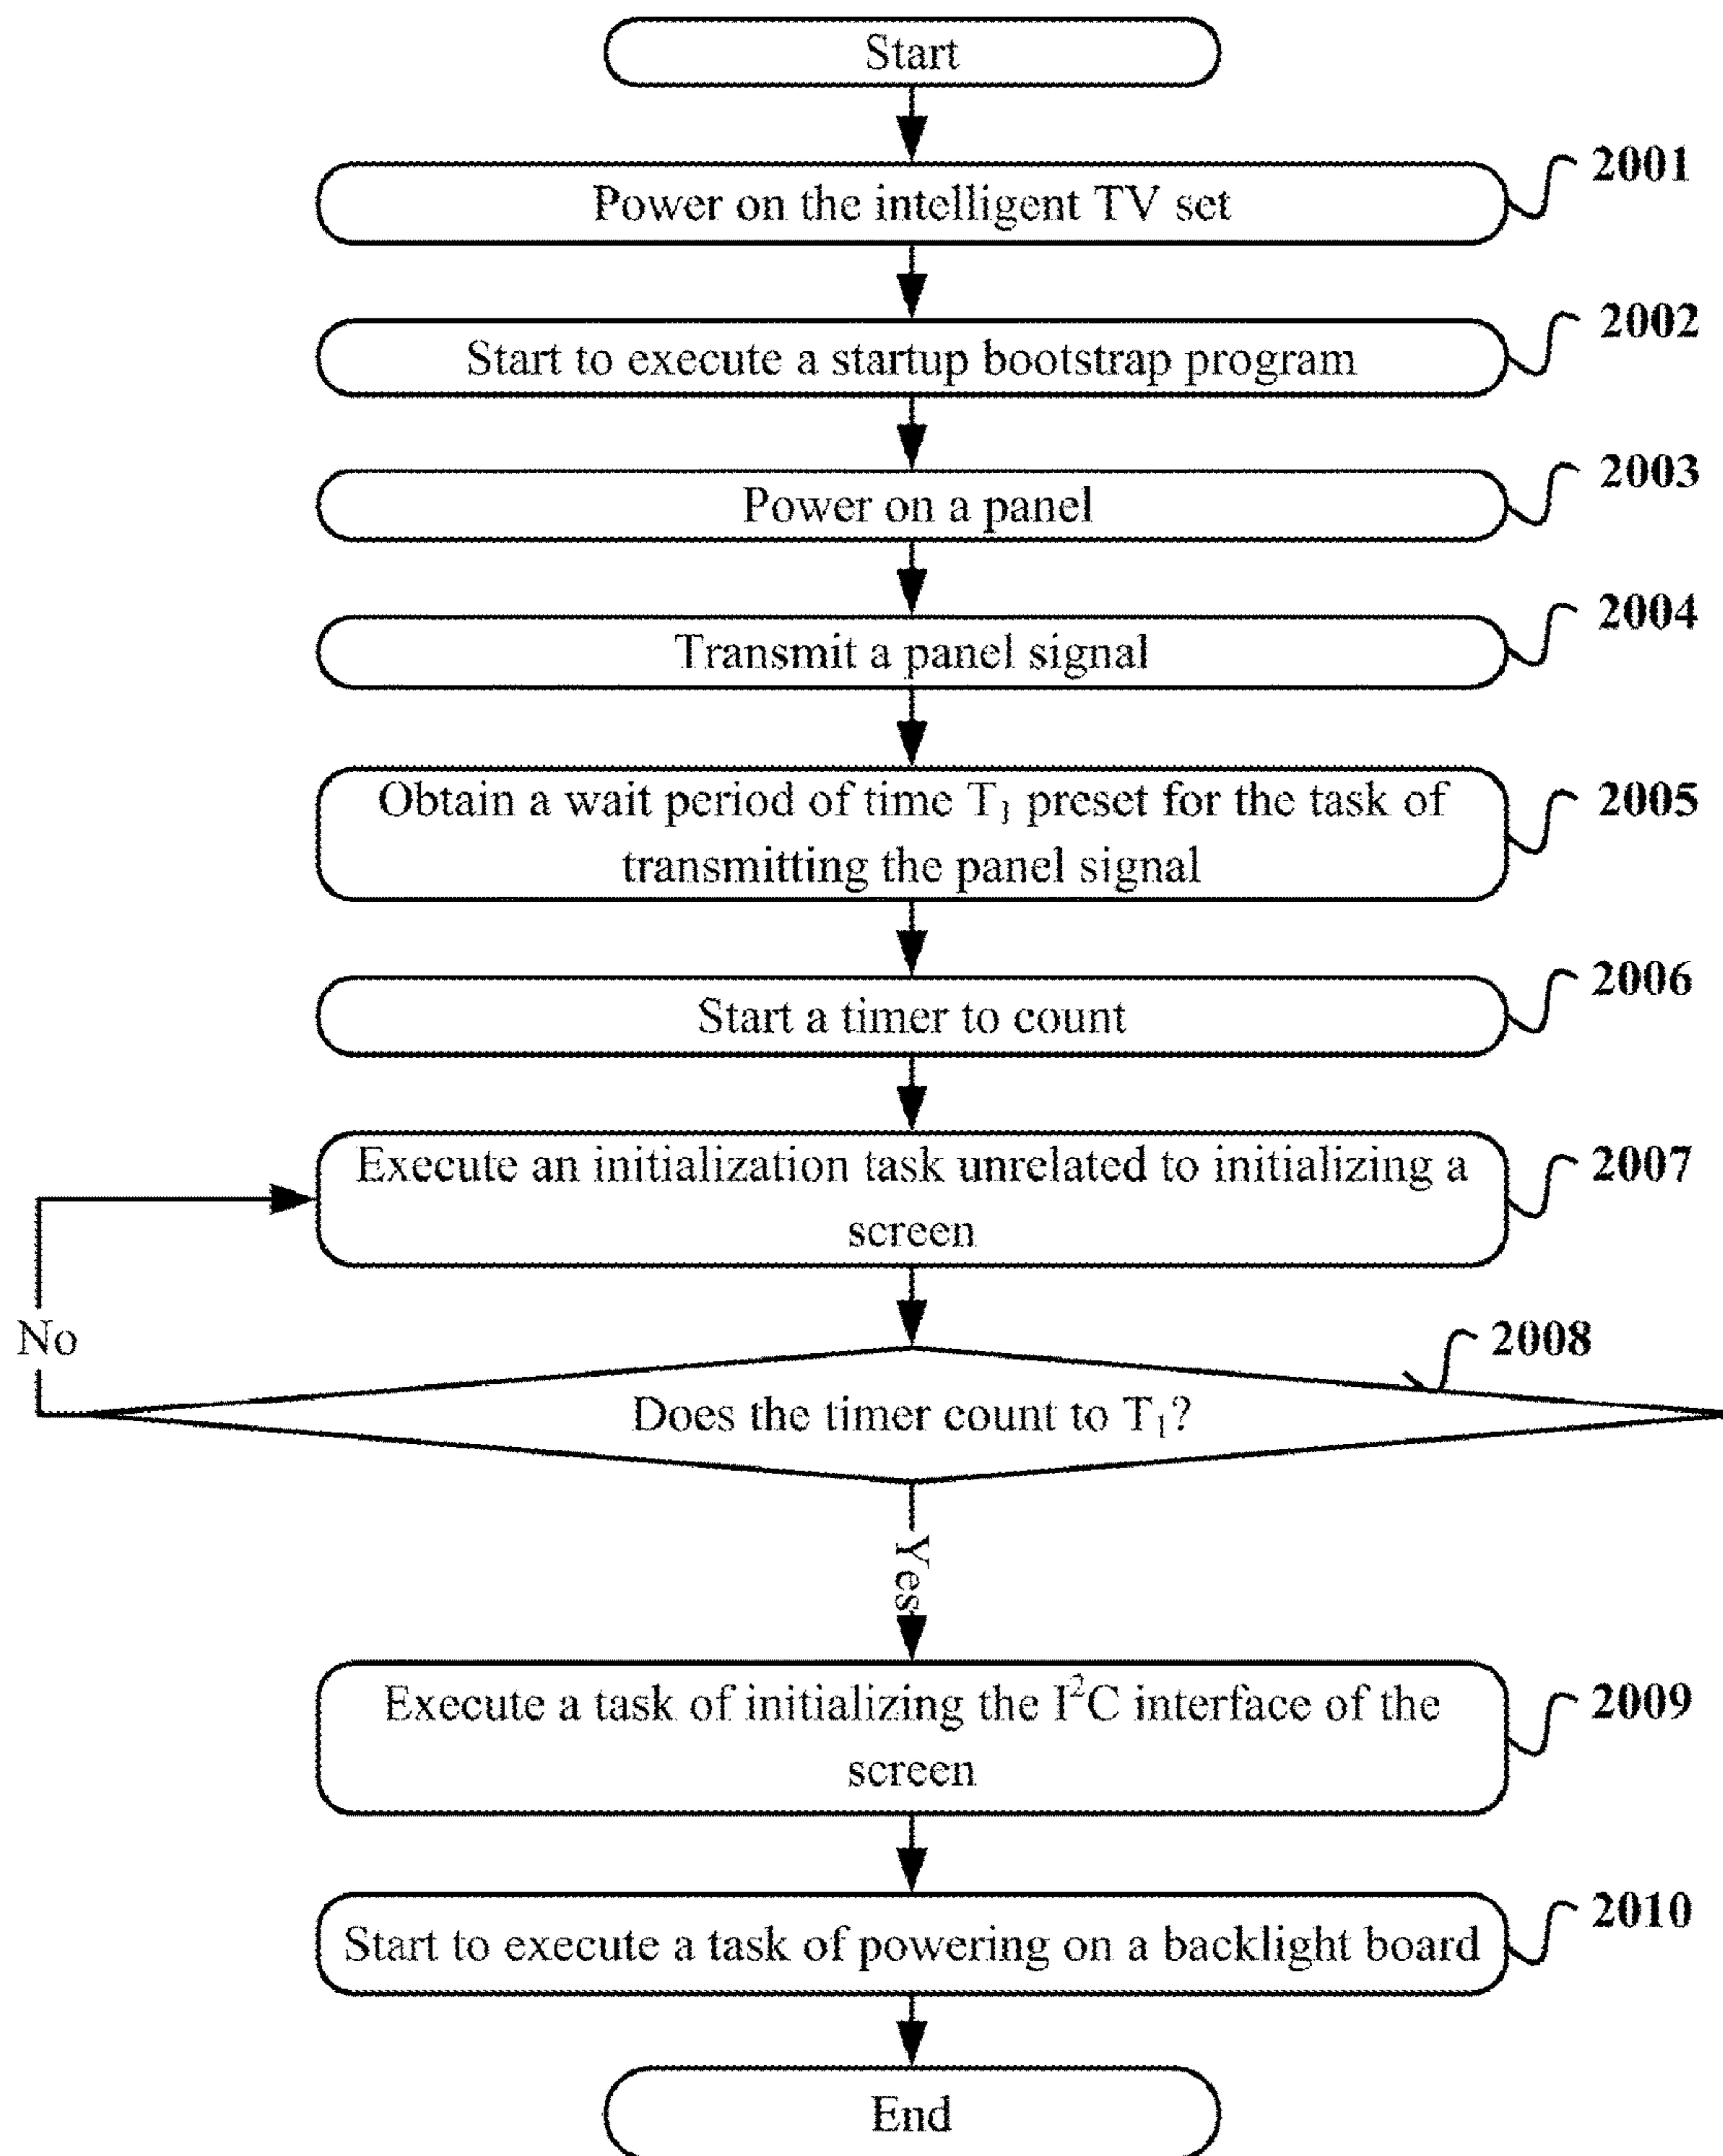 Start
Power on the intelligent TV set
2001
Start to execute a startup bootstrap program
2002
Power on a panel
2003
Transmit a panel signal
2004
Obtain a wait period of time T₁ preset for the task of
transmitting the panel signal
2005
Start a timer to count
2006
Execute an initialization task unrelated to initializing a
screen
2007
No
2008
Does the timer count to T₁?
Yes
Execute a task of initializing the I²C interface of the
screen
2009
Start to execute a task of powering on a backlight board
2010
End